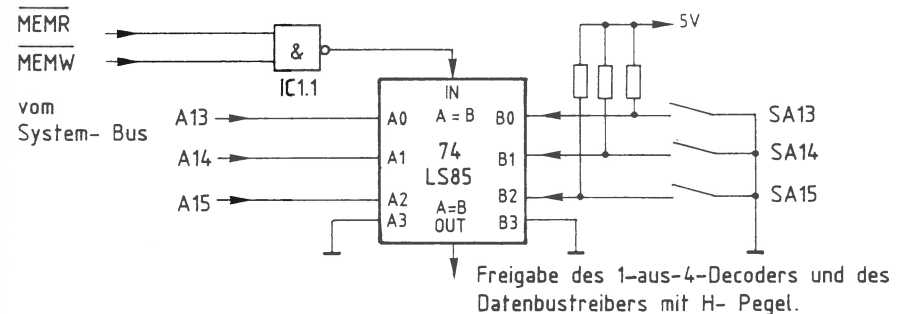 MEMR
MEMW
&
IC1.1
5V
vom
System- Bus
A13
A14
A15
IN
A = B
A0
A1
A2
A3
74
LS85
A=B
OUT
B0
B1
B2
B3
SA13
SA14
SA15
Freigabe des 1-aus-4-Decoders und des
Datenbustreibers mit H- Pegel.